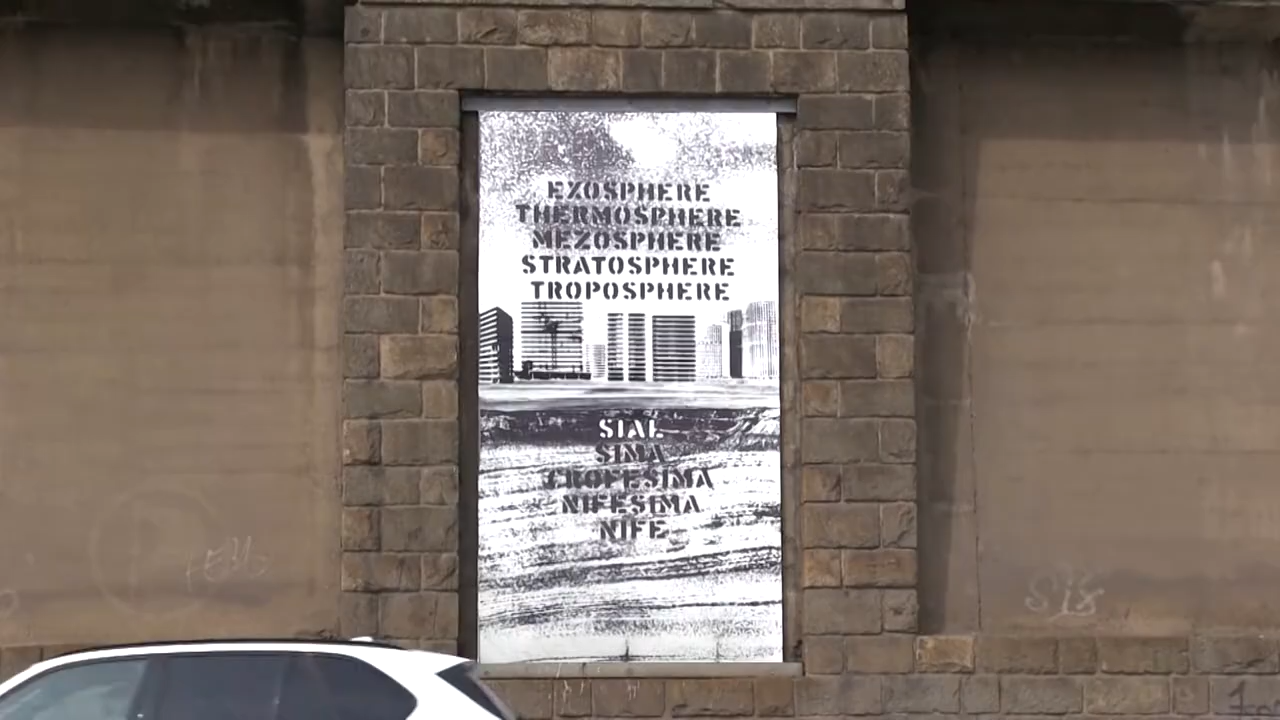 EXOSPHERE
THERMOSPHERE
MEZOSPHERE
STRATOSPHERE
TROPOSPHERE
SIAL
SIMA
CROFESIMA
NIFESIMA
NIFE